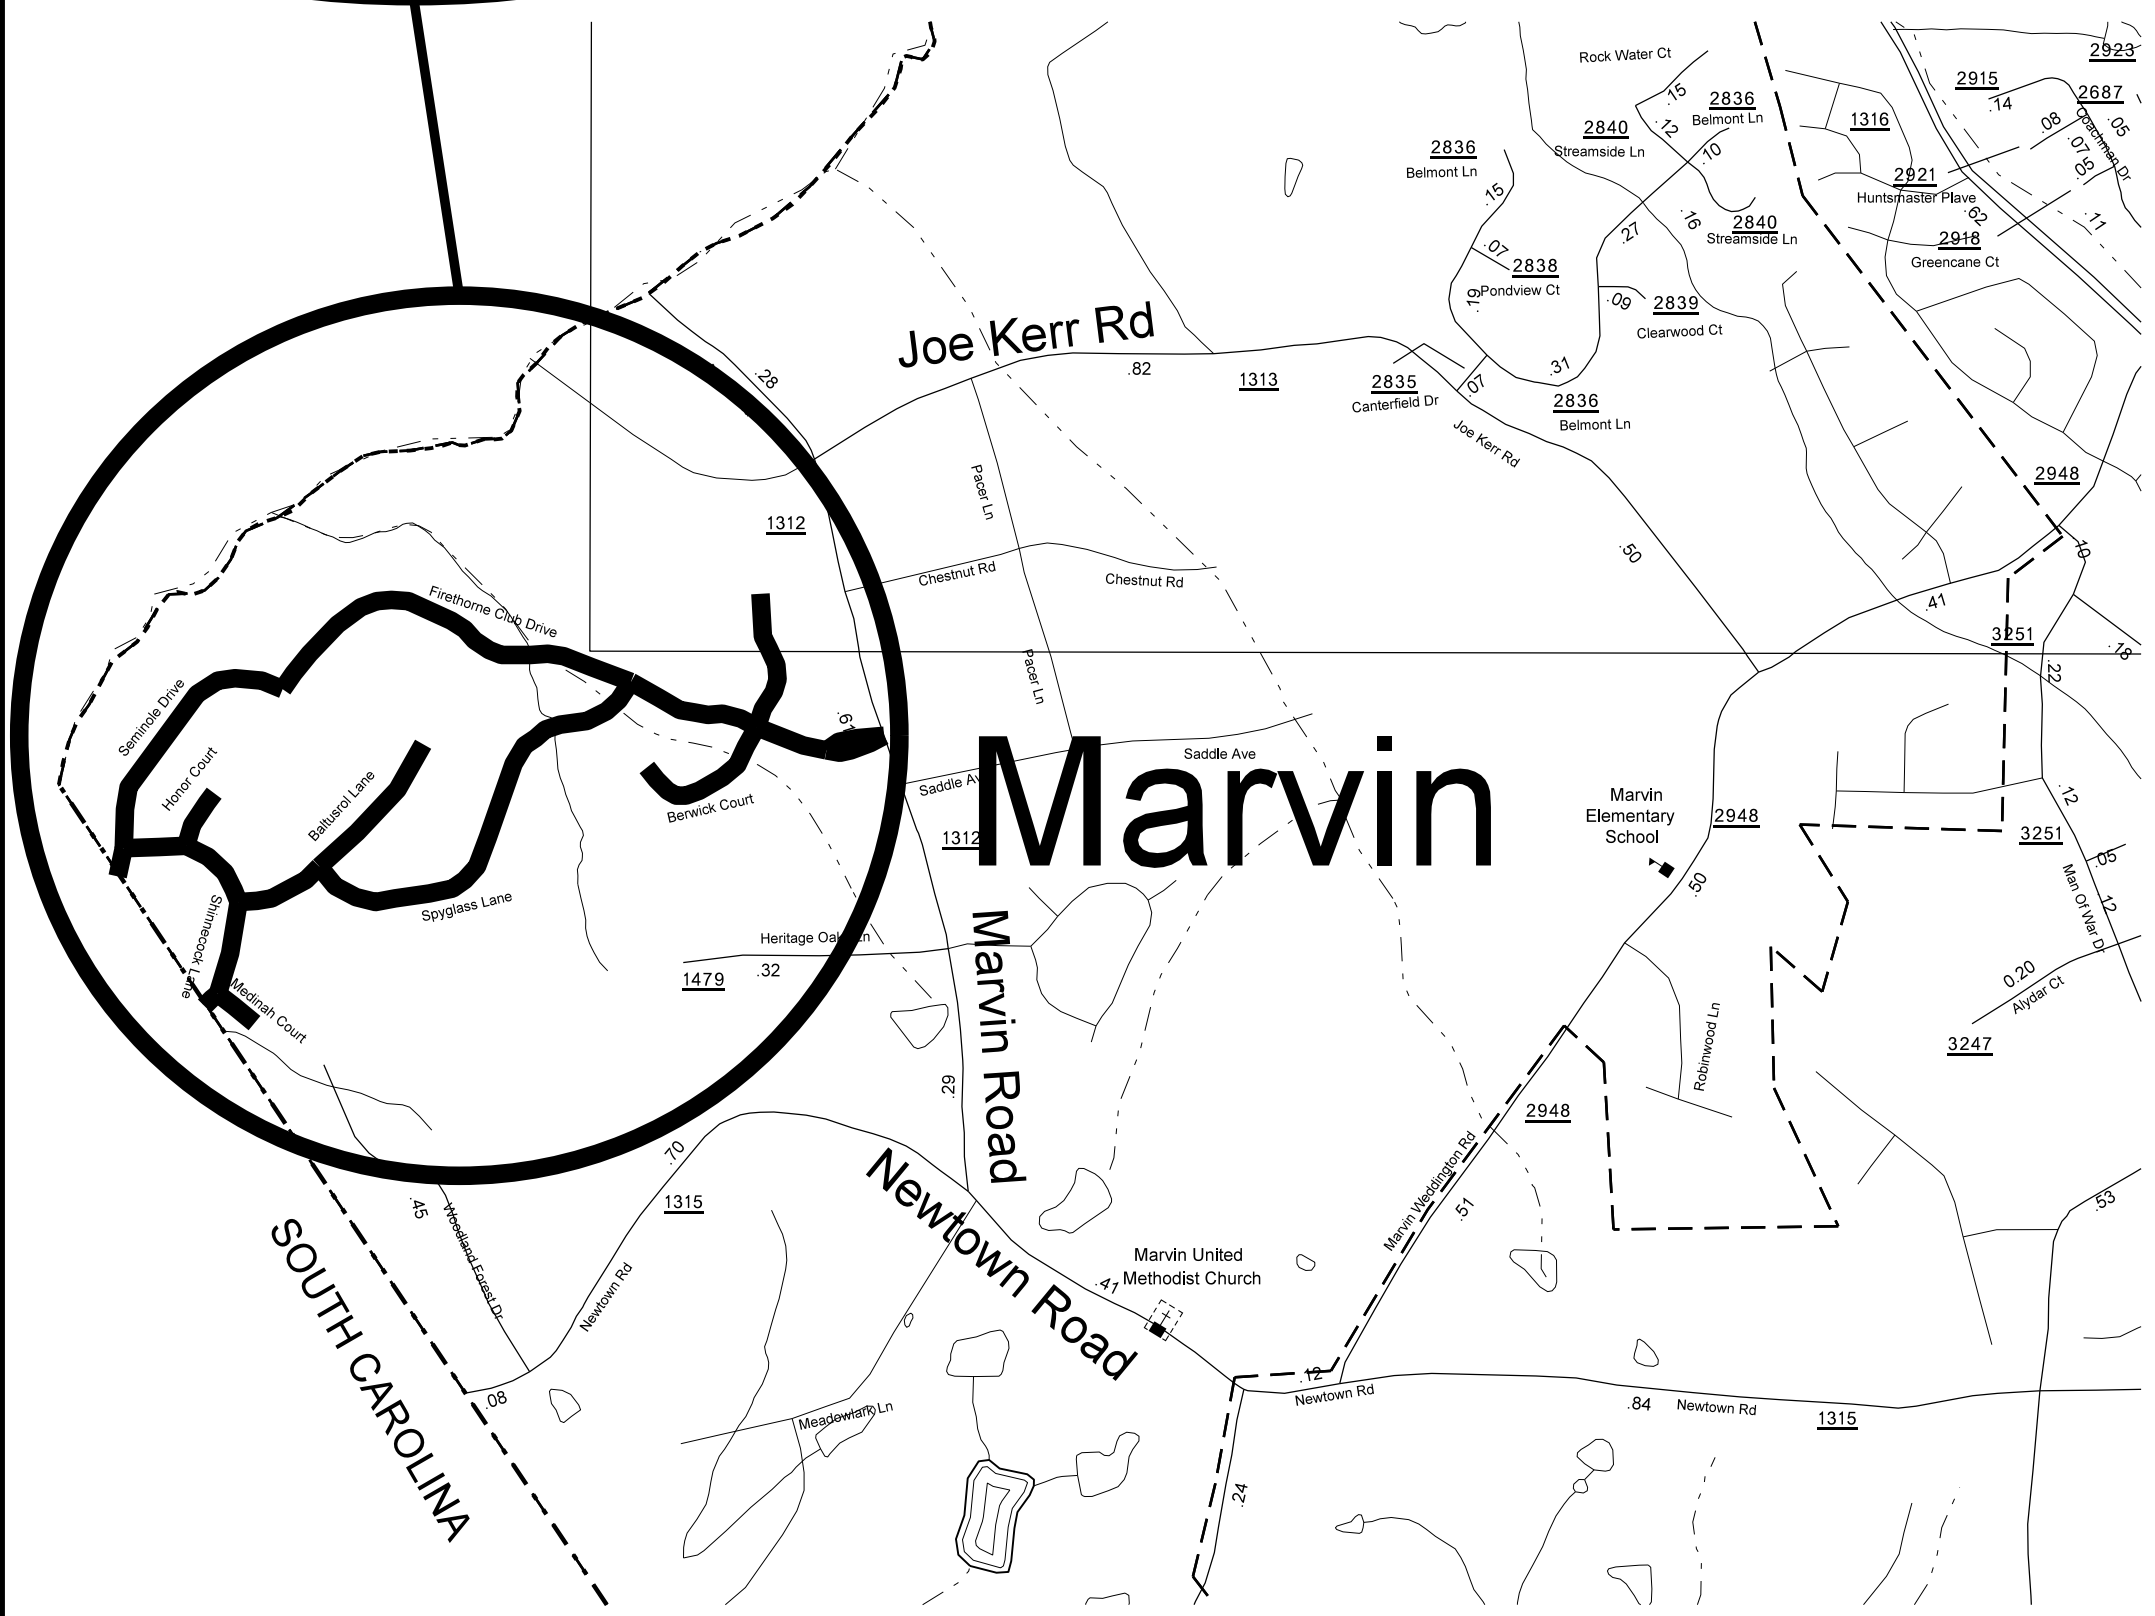 Rock Water Ct
2923
2915
2687
.14
.15
2836
Belmont Ln
.12
2840
Streamside Ln
1316
.08
.05
Coachman Dr
.07
.05
2836
Belmont Ln
.10
2921
Huntsmaster Plave
.62
.11
.15
.16
2840
Streamside Ln
.27
2918
Greencane Ct
.07
2838
Pondview Ct
.19
.09
2839
Clearwood Ct
Joe Kerr Rd
.82
1313
.28
2835
Canterfield Dr
.07
.31
2836
Belmont Ln
Joe Kerr Rd
2948
1312
Pacer Ln
.50
.10
Chestnut Rd
Chestnut Rd
.41
Firethorne Club Drive
3251
.18
.22
Pacer Ln
Seminole Drive
.61
Saddle Ave
Saddle Av
Marvin
Honor Court
Baltusrol Lane
Berwick Court
1312
Marvin
Elementary
School
2948
.12
3251
.05
Man Of War D
.12
.50
Shinnecock Lane
Spyglass Lane
Heritage Oak Ln
1479
.32
Marvin Road
Medinah Court
0.20
Alydar Ct
3247
Robinwood Ln
.29
2948
.70
1315
Marvin Weddington Rd
.51
.53
.45
Woodland Forest Dr
Newtown Rd
SOUTH CAROLINA
Newtown Road
Marvin United
Methodist Church
.41
.12
Newtown Rd
.84
Newtown Rd
1315
.08
Meadowlark Ln
.24